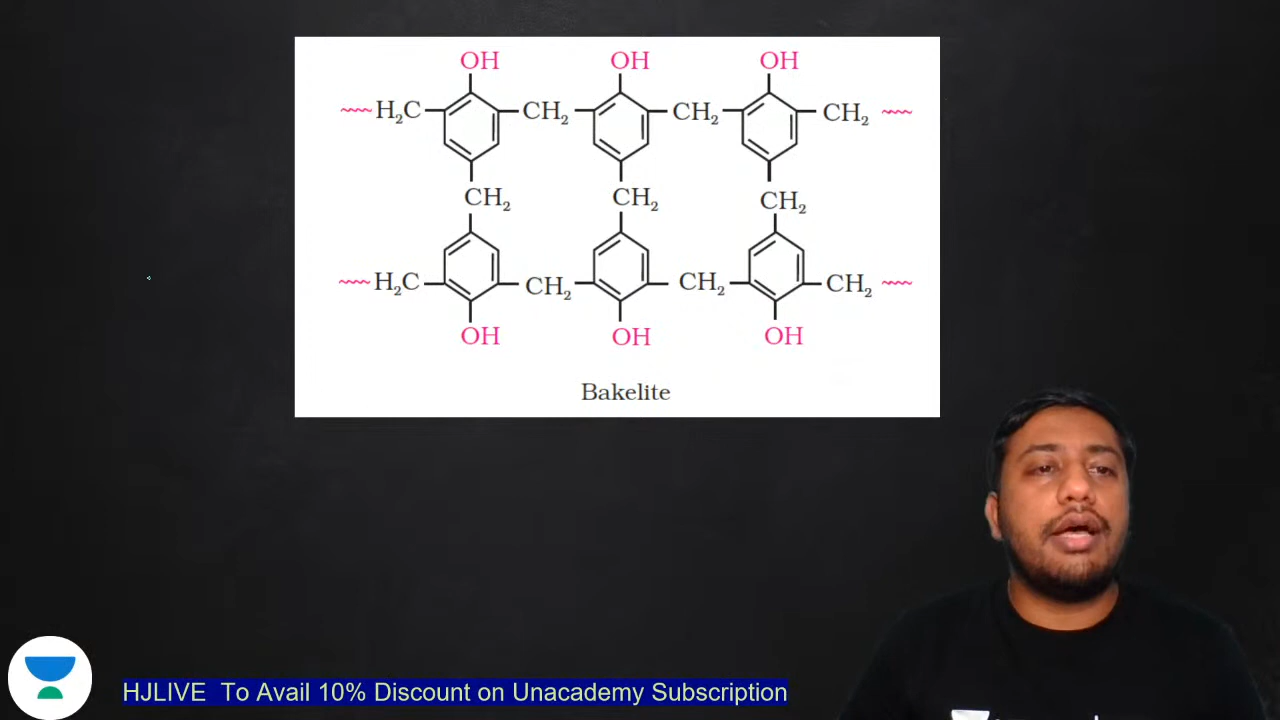 OH OH OH
H₂C CH₂ CH₂ CH₂
CH₂ CH₂ CH₂
H₂C CH₂ CH₂ CH₂
OH OH OH
Bakelite
HJLIVE To Avail 10% Discount on Unacademy Subscription